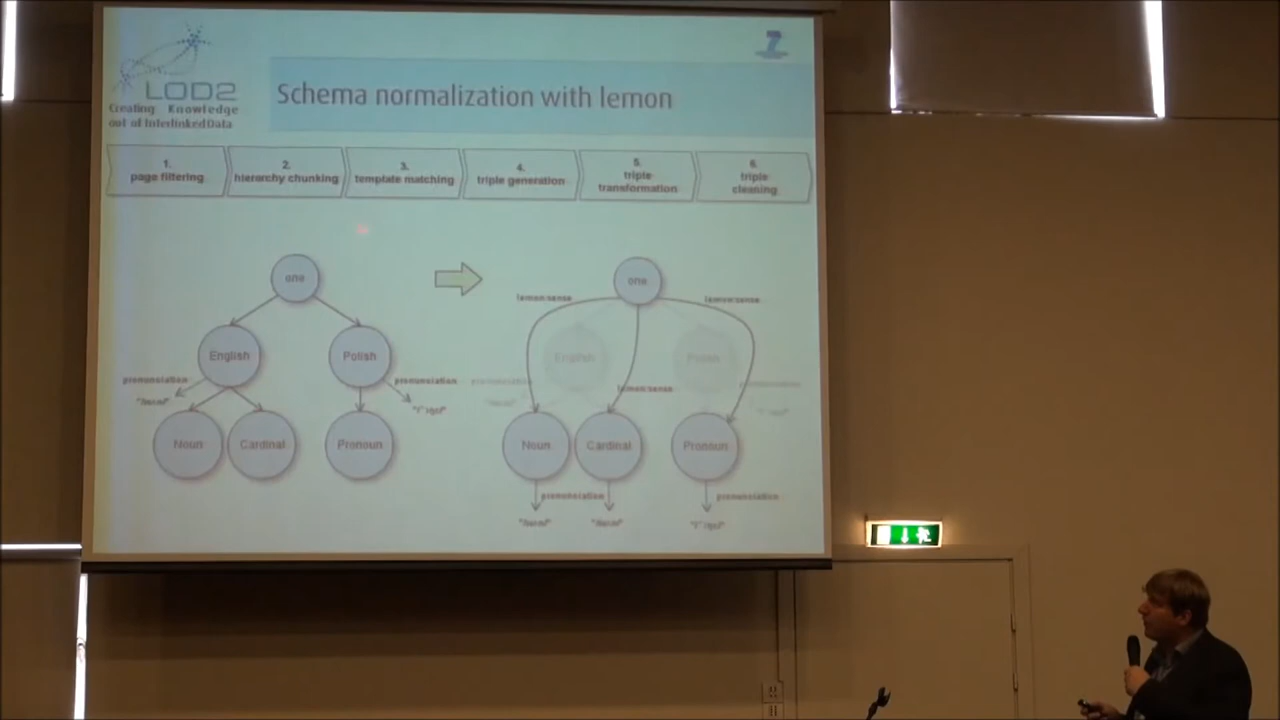 LOD2
Creating Knowledge
out of Interlinked Data
Schema normalization with lemon
1.
page filtering
2.
hierarchy chunking
3.
template matching
4.
triple generation
5.
triple
transformation
6.
triple
cleaning
one
English
Polish
pronunciation
pronunciation
Noun
Cardinal
Pronoun
one
lemon:sense
lemon:sense
English
Polish
lemon:sense
Noun
Cardinal
Pronoun
pronunciation
pronunciation